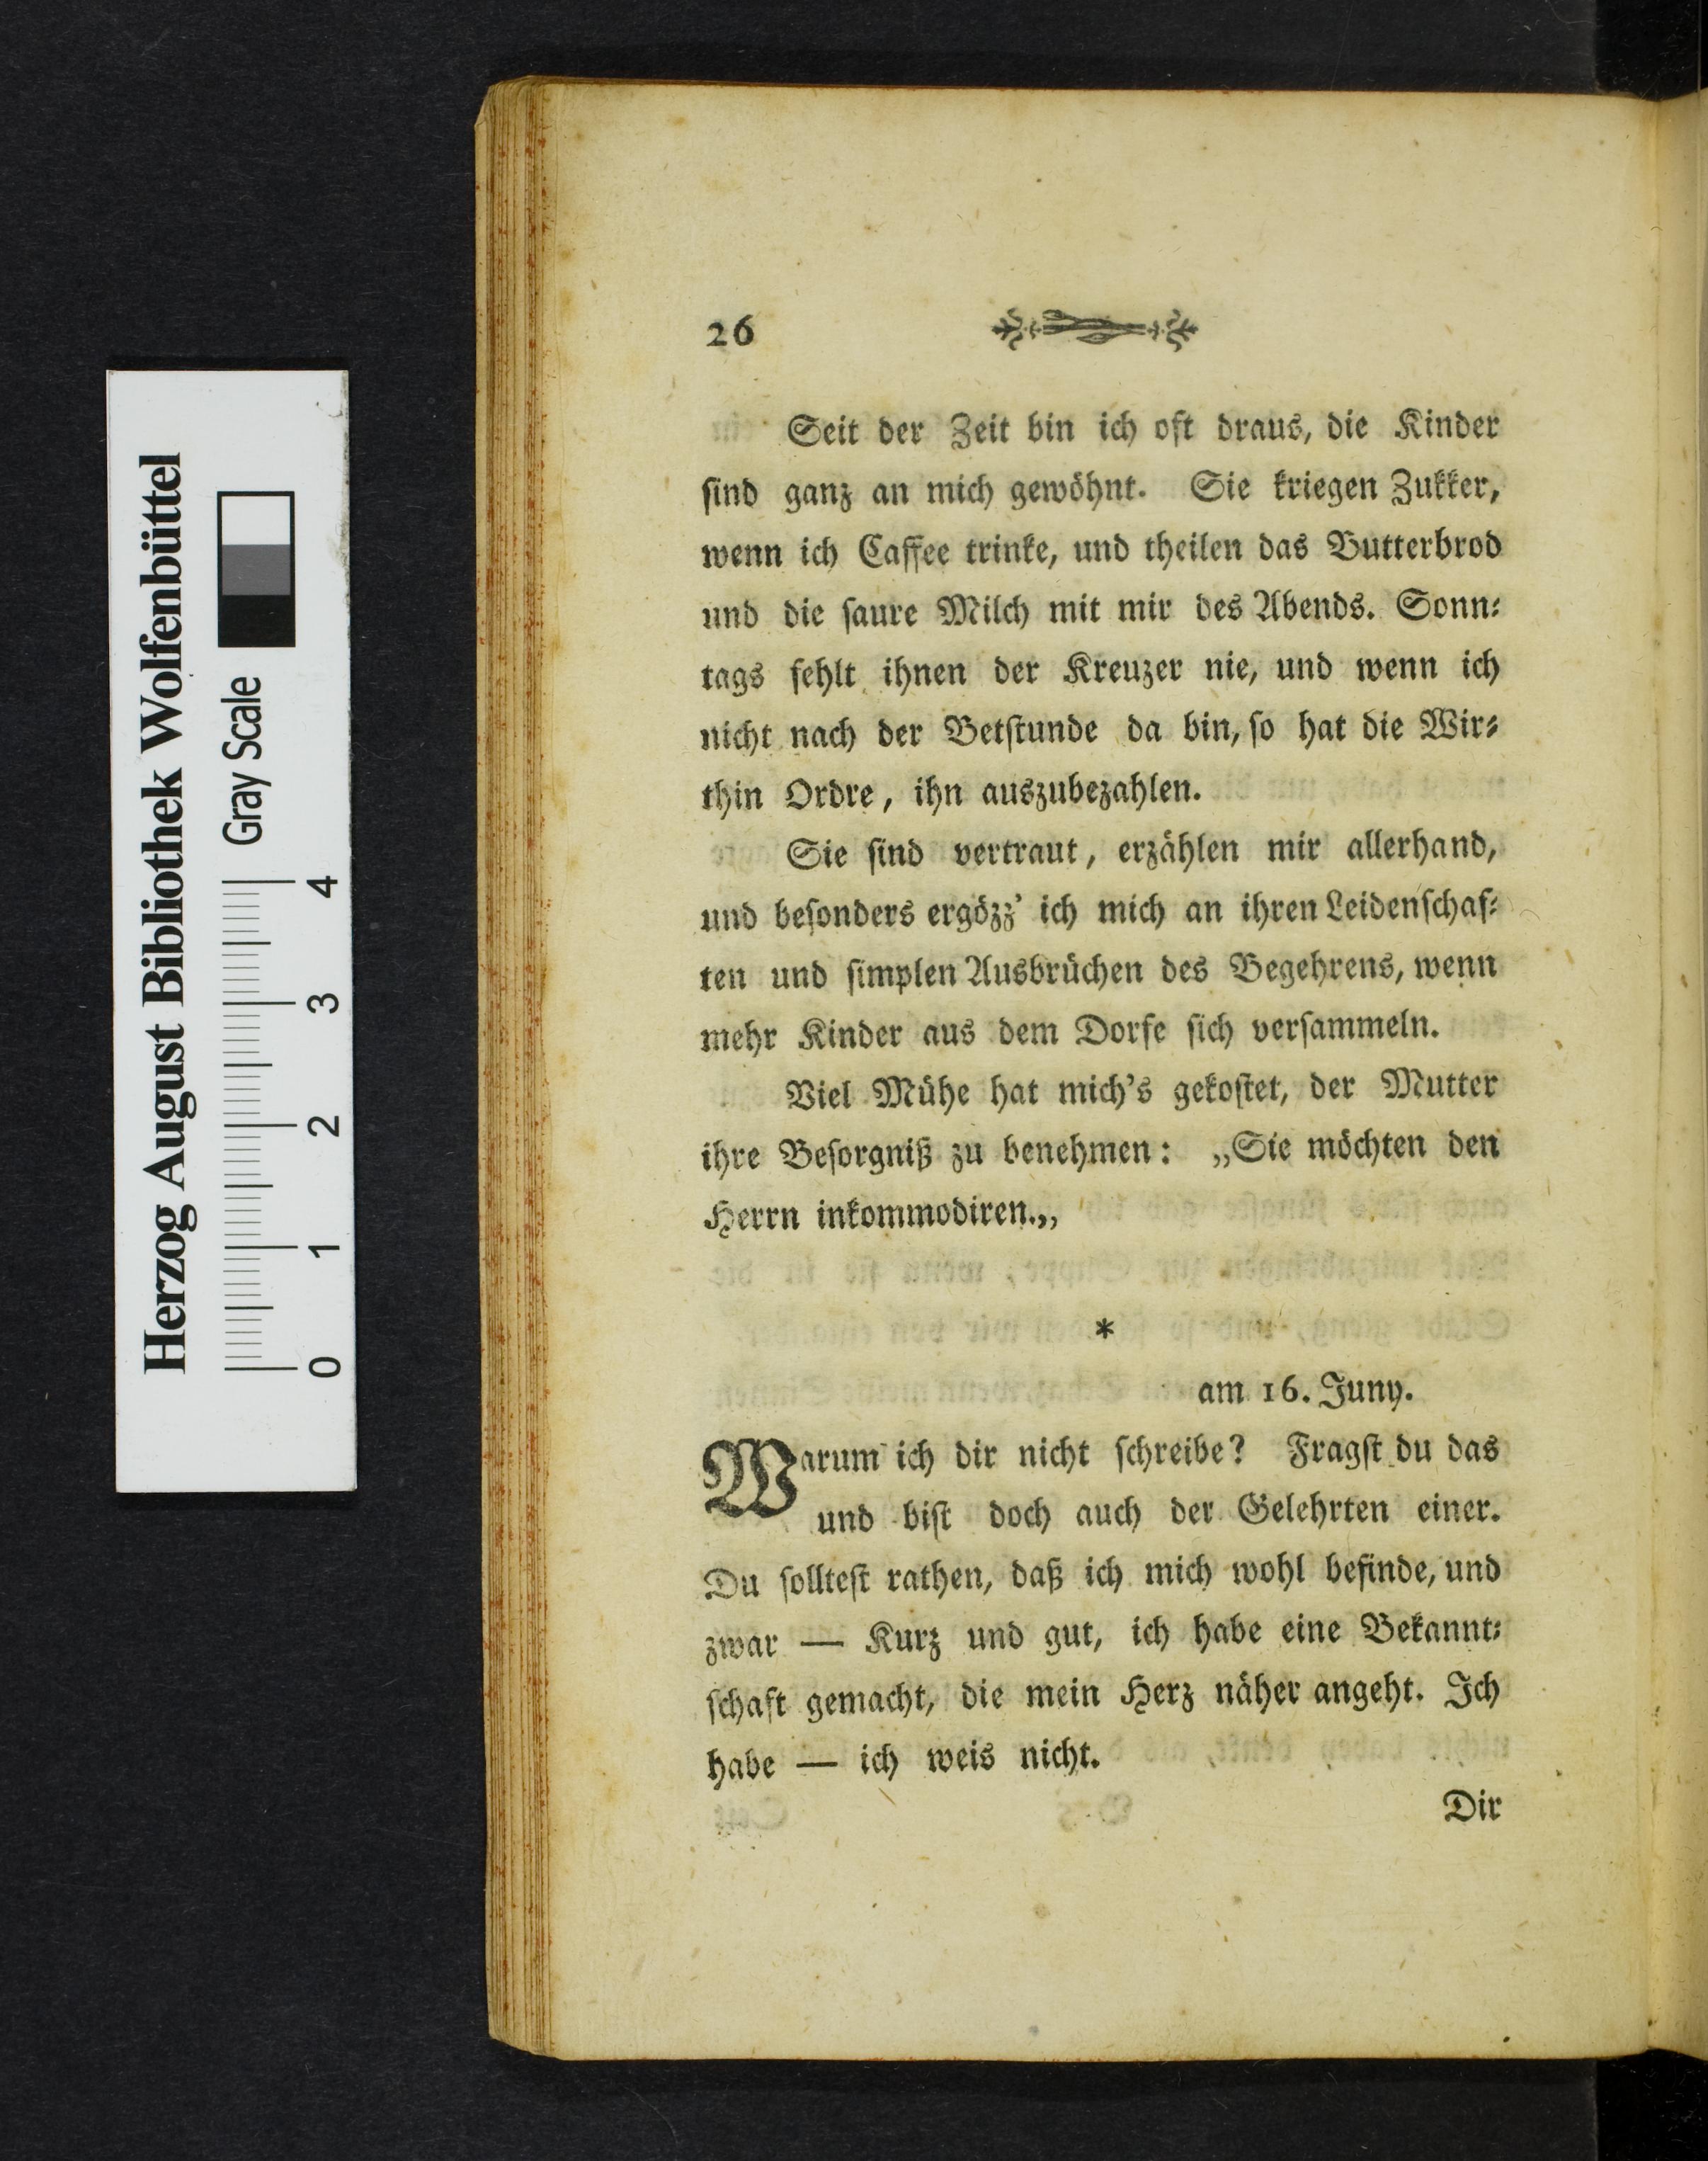 Herzog August Bibliothek Wolfenbüttel
Gray Scale
0 1 2 3 4
26
Seit der Zeit bin ich oft draus, die Kinder
ſind ganz an mich gewöhnt. Sie kriegen Zukker,
wenn ich Caffee trinke, und theilen das Butterbrod
und die ſaure Milch mit mir des Abends. Sonn⸗
tags fehlt ihnen der Kreuzer nie, und wenn ich
nicht nach der Betſtunde da bin, ſo hat die Wir⸗
thin Ordre, ihn auszubezahlen.
Sie ſind vertraut, erzählen mir allerhand,
und beſonders ergözz' ich mich an ihren Leidenſchaf⸗
ten und ſimplen Ausbrüchen des Begehrens, wenn
mehr Kinder aus dem Dorfe ſich verſammeln.
Viel Mühe hat mich's gekoſtet, der Mutter
ihre Beſorgniß zu benehmen: „Sie möchten den
Herrn inkommodiren.„
*
am 16. Juny.
Warum ich dir nicht ſchreibe? Fragſt du das
und biſt doch auch der Gelehrten einer.
Du ſollteſt rathen, daß ich mich wohl befinde, und
zwar — Kurz und gut, ich habe eine Bekannt⸗
ſchaft gemacht, die mein Herz näher angeht. Ich
habe — ich weis nicht.
Dir